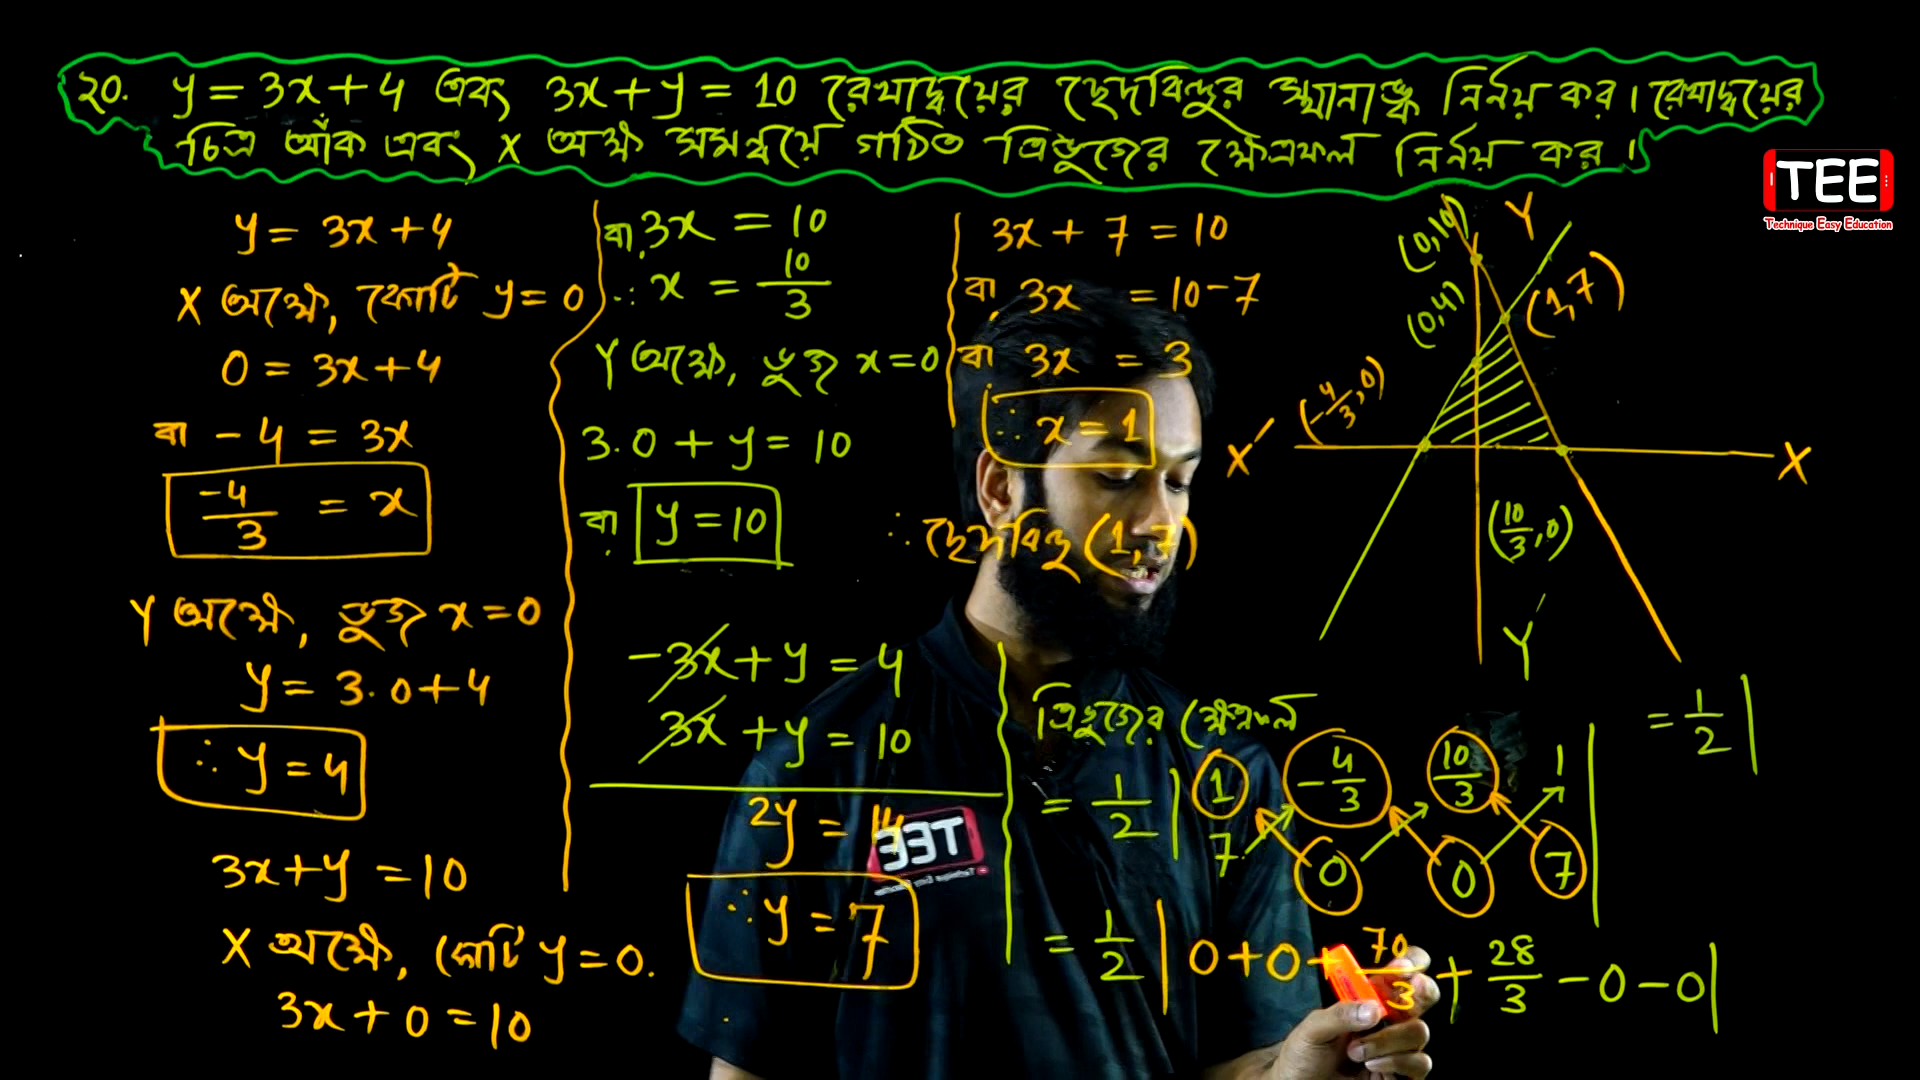 ২০. y = 3x + 4 এবং 3x + y = 10 রেখাদ্বয়ের ছেদবিন্দুর স্থানাঙ্ক নির্নয় কর। রেখাদ্বয়ের
চিত্র আঁক এবং x অক্ষ সমন্বয়ে গঠিত ত্রিভুজের ক্ষেত্রফল নির্নয় কর।
TEE
Technique Easy Education
y = 3x + 4
X অক্ষে, কোটি y = 0
0 = 3x + 4
বা - 4 = 3x
-4/3 = x
Y অক্ষে, ভুজ x = 0
y = 3.0 + 4
∴ y = 4
3x + y = 10
X অক্ষে, কোটি y = 0.
3x + 0 = 10
বা, 3x = 10
∴ x = 10/3
Y অক্ষে, ভুজ x = 0
3.0 + y = 10
বা, y = 10
- 3x + y = 4
3x + y = 10
2y = 14
∴ y = 7
3x + 7 = 10
বা, 3x = 10 - 7
বা 3x = 3
∴ x = 1
∴ ছেদবিন্দু (1, 7)
(0, 10)
Y
(0, 4)
(1, 7)
(-4/3, 0)
X′
X
(10/3, 0)
Y′
ত্রিভুজের ক্ষেত্রফল
= 1/2 | 1 -4/3 10/3 1 |
7 0 0 7
= 1/2 | 0 + 0 + 70/3 + 28/3 - 0 - 0 |
= 1/2 |
TEE